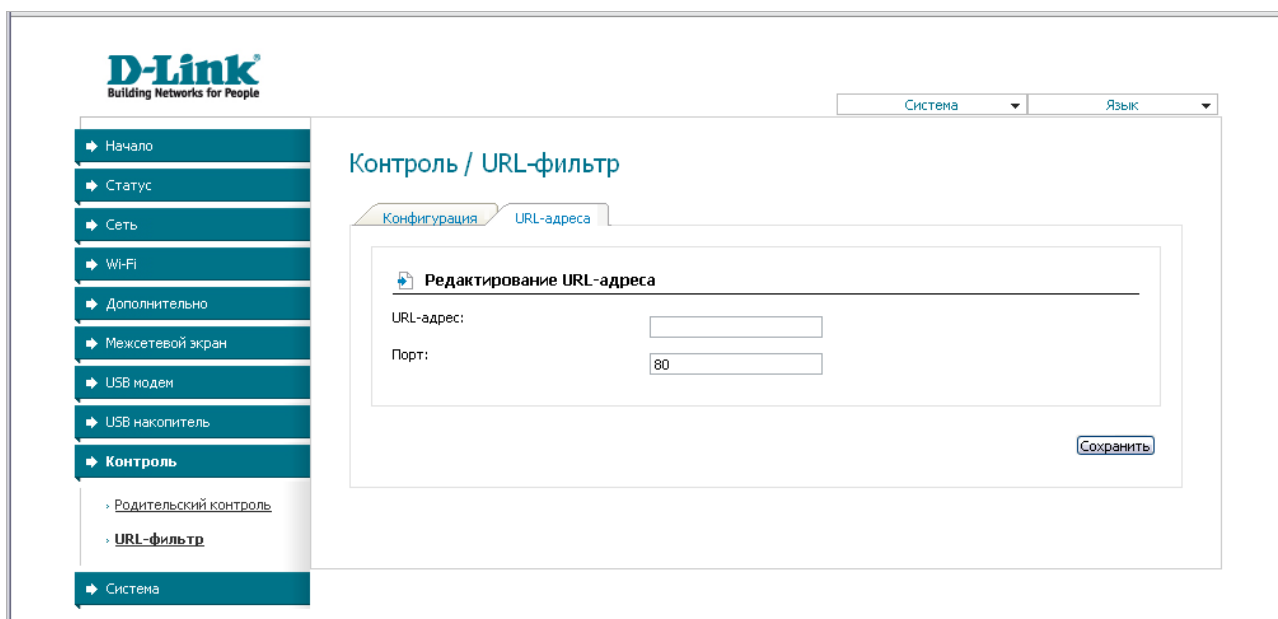 D-Link
Building Networks for People
Система
Язык
Начало
Статус
Сеть
Wi-Fi
Дополнительно
Межсетевой экран
USB модем
USB накопитель
Контроль
Родительский контроль
URL-фильтр
Система
Контроль / URL-фильтр
Конфигурация
URL-адреса
Редактирование URL-адреса
URL-адрес:
Порт: 80
Сохранить